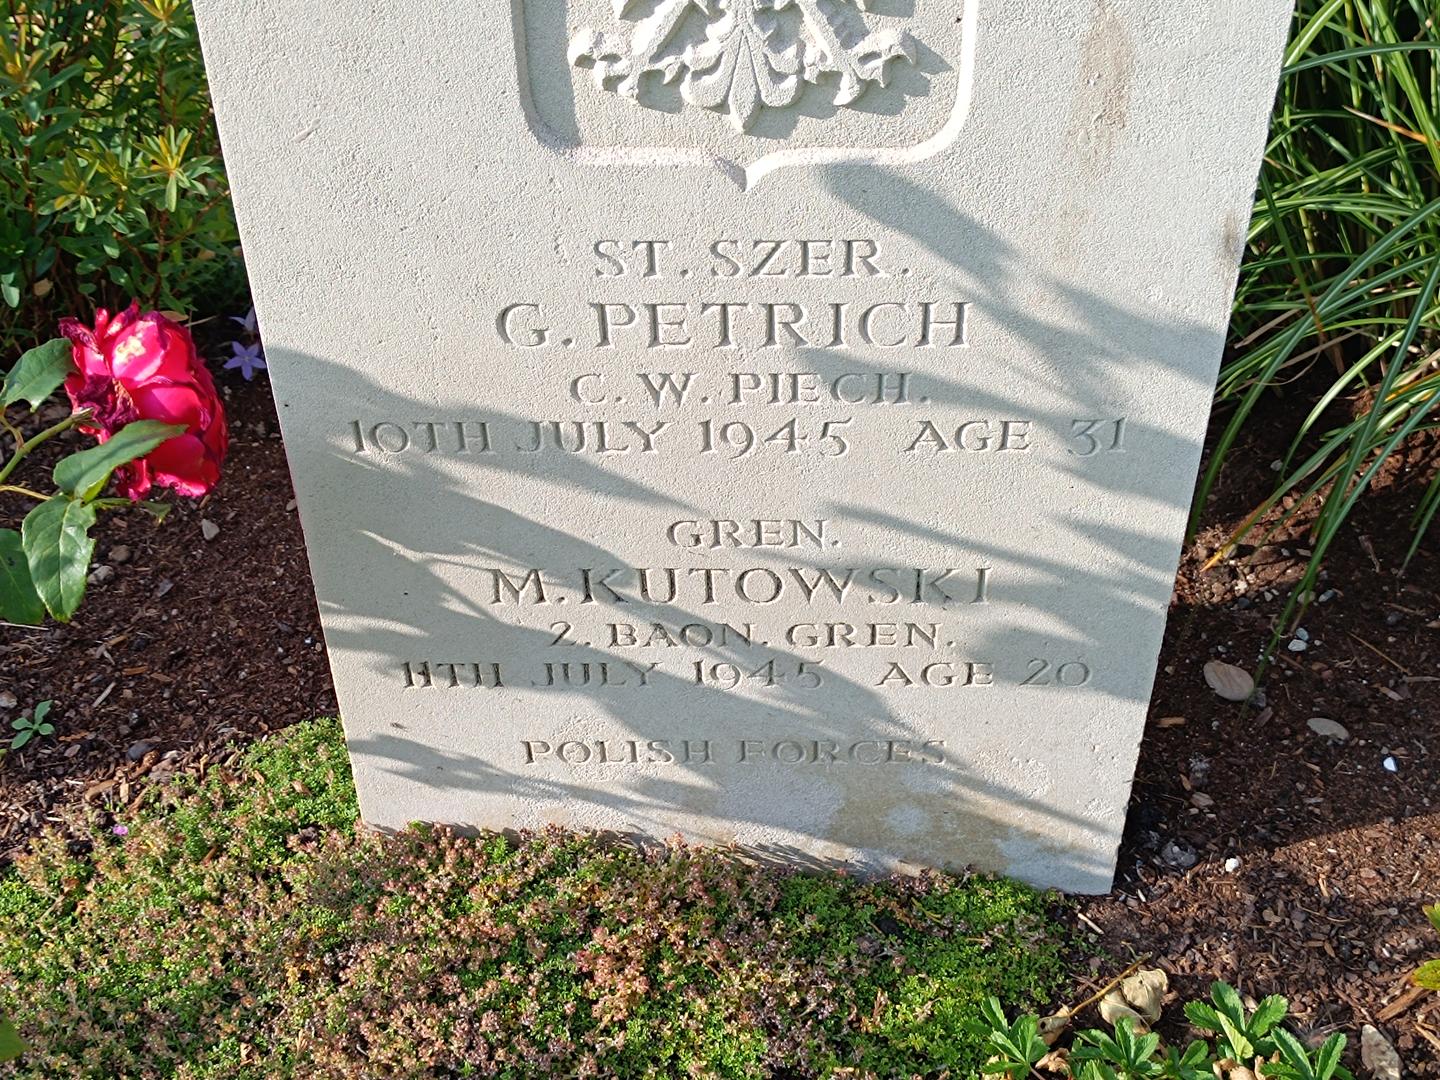 ST. SZER.
G. PETRICH
C. W. PIECH.
10TH JULY 1945 AGE 31
GREN.
M. KUTOWSKI
2. BAON. GREN.
11TH JULY 1945 AGE 20
POLISH FORCES